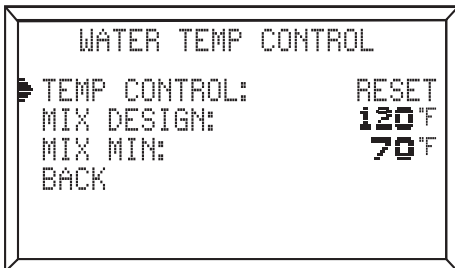 WATER TEMP CONTROL
TEMP CONTROL: RESET
MIX DESIGN: 120°F
MIX MIN: 70°F
BACK